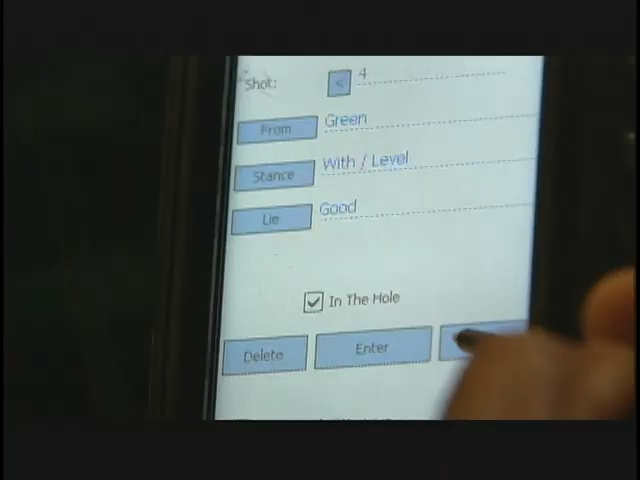 Shot: < 4
From Green
Stance With / Level
Lie Good
In The Hole
Delete Enter